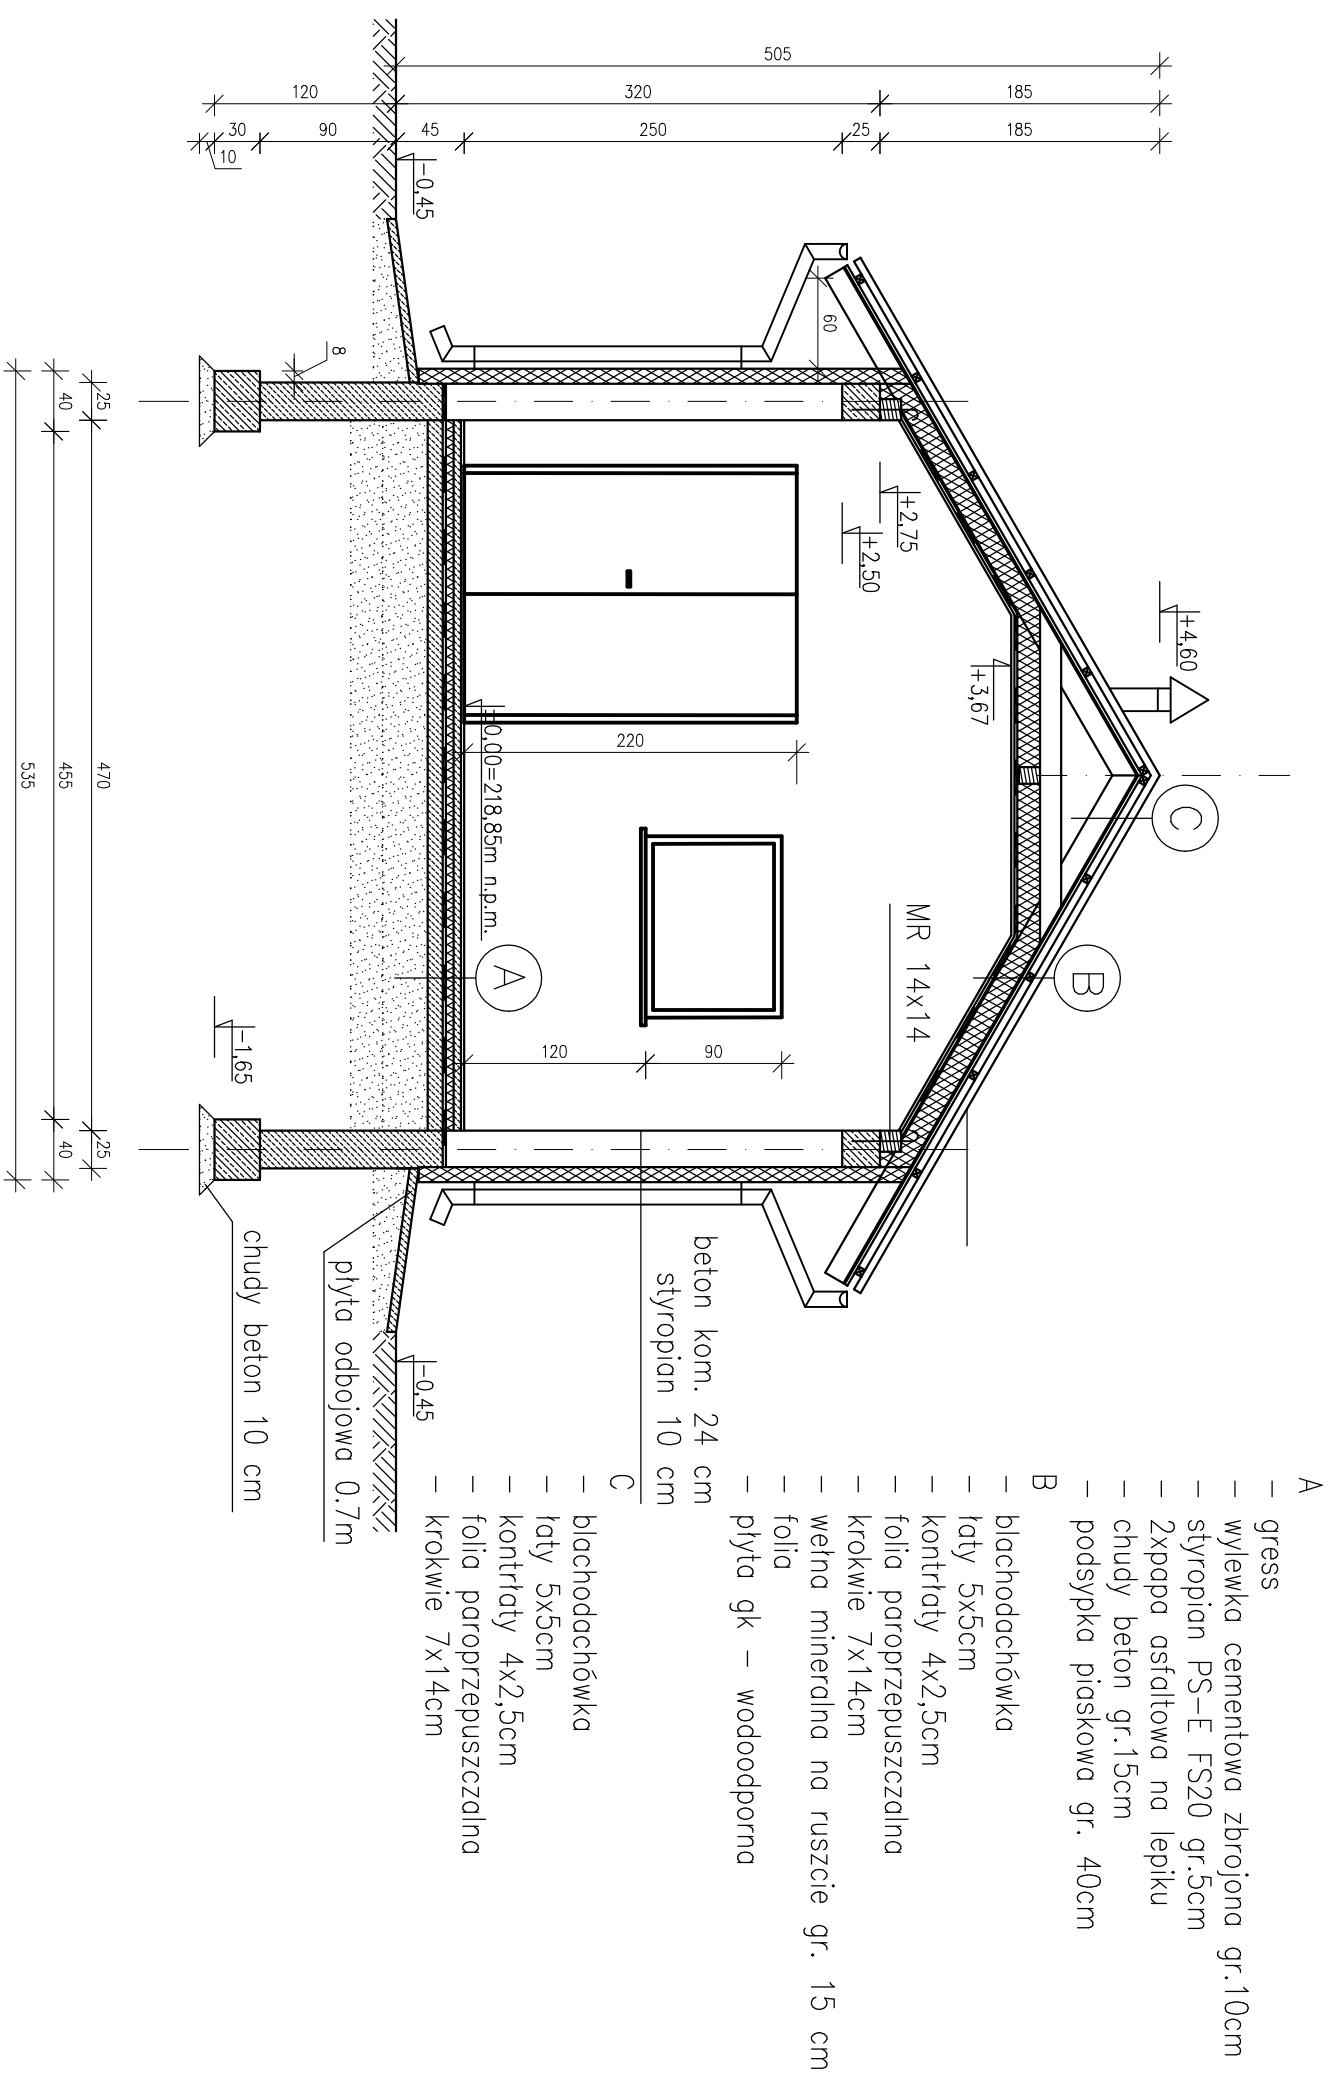 A
- gress
- wylewka cementowa zbrojona gr.10cm
- styropian PS-E FS20 gr.5cm
- 2xpapa asfaltowa na lepiku
- chudy beton gr.15cm
- podsypka piaskowa gr. 40cm
B
- blachodachówka
- łaty 5x5cm
- kontrłaty 4x2,5cm
- folia paroprzepuszczalna
- krokwie 7x14cm
- wełna mineralna na ruszcie gr. 15 cm
- folia
- płyta gk - wodoodporna
C
- blachodachówka
- łaty 5x5cm
- kontrłaty 4x2,5cm
- folia paroprzepuszczalna
- krokwie 7x14cm
beton kom. 24 cm
styropian 10 cm
płyta odbojowa 0.7m
chudy beton 10 cm
MR 14x14
C
B
A
+4,60
+3,67
+2,75
+2,50
±0,00=218,85m n.p.m.
-0,45
-0,45
-1,65
60
220
90
120
8
505
185
320
120
185
25
250
45
90
30
10
25
470
25
40
455
40
535